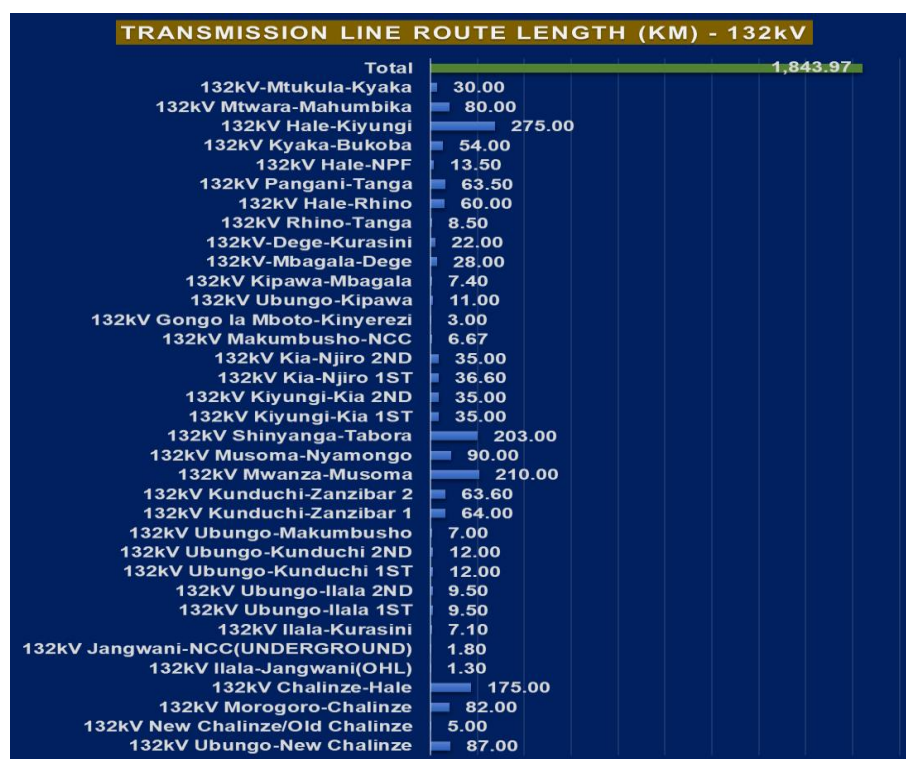 TRANSMISSION LINE ROUTE LENGTH (KM) - 132kV
Total 1,843.97
132kV-Mtukula-Kyaka 30.00
132kV Mtwara-Mahumbika 80.00
132kV Hale-Kiyungi 275.00
132kV Kyaka-Bukoba 54.00
132kV Hale-NPF 13.50
132kV Pangani-Tanga 63.50
132kV Hale-Rhino 60.00
132kV Rhino-Tanga 8.50
132kV-Dege-Kurasini 22.00
132kV-Mbagala-Dege 28.00
132kV Kipawa-Mbagala 7.40
132kV Ubungo-Kipawa 11.00
132kV Gongo la Mboto-Kinyerezi 3.00
132kV Makumbusho-NCC 6.67
132kV Kia-Njiro 2ND 35.00
132kV Kia-Njiro 1ST 36.60
132kV Kiyungi-Kia 2ND 35.00
132kV Kiyungi-Kia 1ST 35.00
132kV Shinyanga-Tabora 203.00
132kV Musoma-Nyamongo 90.00
132kV Mwanza-Musoma 210.00
132kV Kunduchi-Zanzibar 2 63.60
132kV Kunduchi-Zanzibar 1 64.00
132kV Ubungo-Makumbusho 7.00
132kV Ubungo-Kunduchi 2ND 12.00
132kV Ubungo-Kunduchi 1ST 12.00
132kV Ubungo-Ilala 2ND 9.50
132kV Ubungo-Ilala 1ST 9.50
132kV Ilala-Kurasini 7.10
132kV Jangwani-NCC(UNDERGROUND) 1.80
132kV Ilala-Jangwani(OHL) 1.30
132kV Chalinze-Hale 175.00
132kV Morogoro-Chalinze 82.00
132kV New Chalinze/Old Chalinze 5.00
132kV Ubungo-New Chalinze 87.00